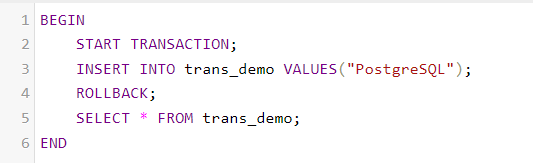 1 BEGIN
2 START TRANSACTION;
3 INSERT INTO trans_demo VALUES("PostgreSQL");
4 ROLLBACK;
5 SELECT * FROM trans_demo;
6 END